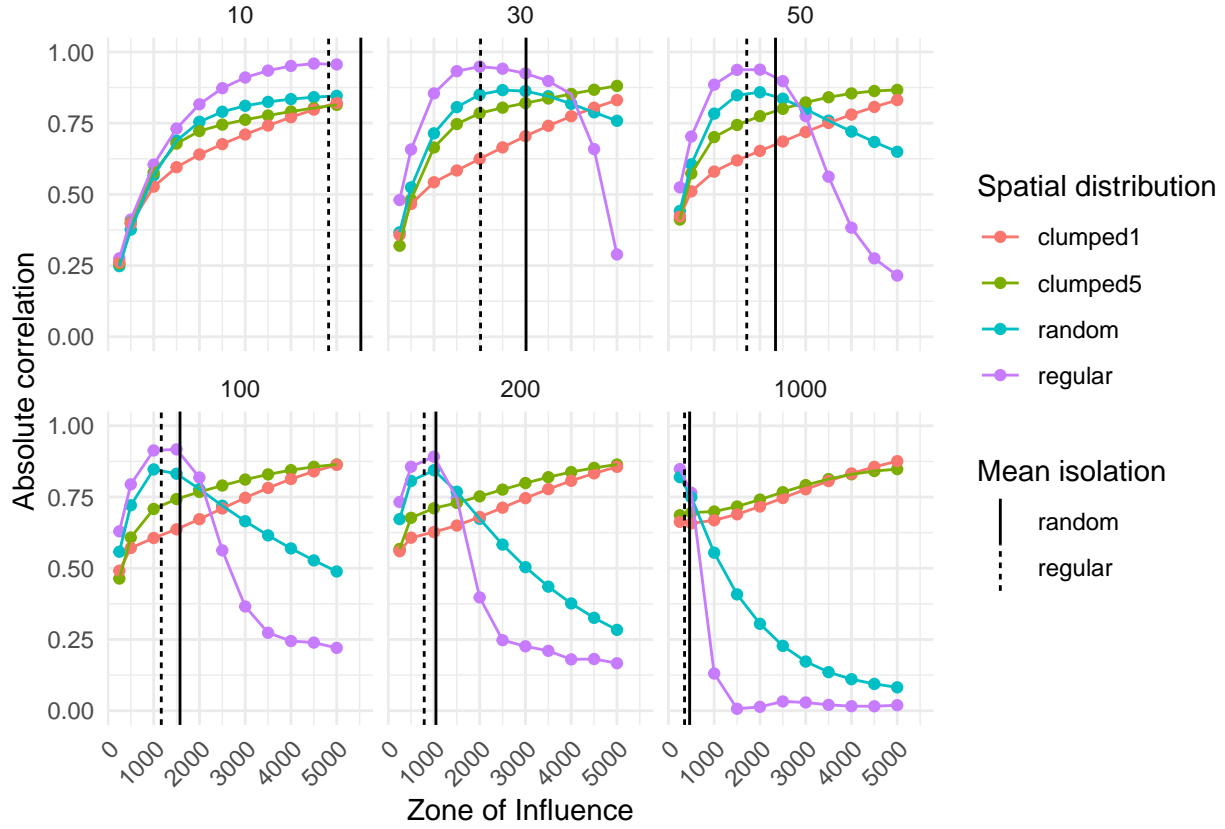 10 30 50
1.00
0.75
0.50
0.25
0.00
100 200 1000
1.00
0.75
0.50
0.25
0.00
0 1000 2000 3000 4000 5000 0 1000 2000 3000 4000 5000 0 1000 2000 3000 4000 5000
Zone of Influence
Absolute correlation
Spatial distribution
clumped1
clumped5
random
regular
Mean isolation
random
regular